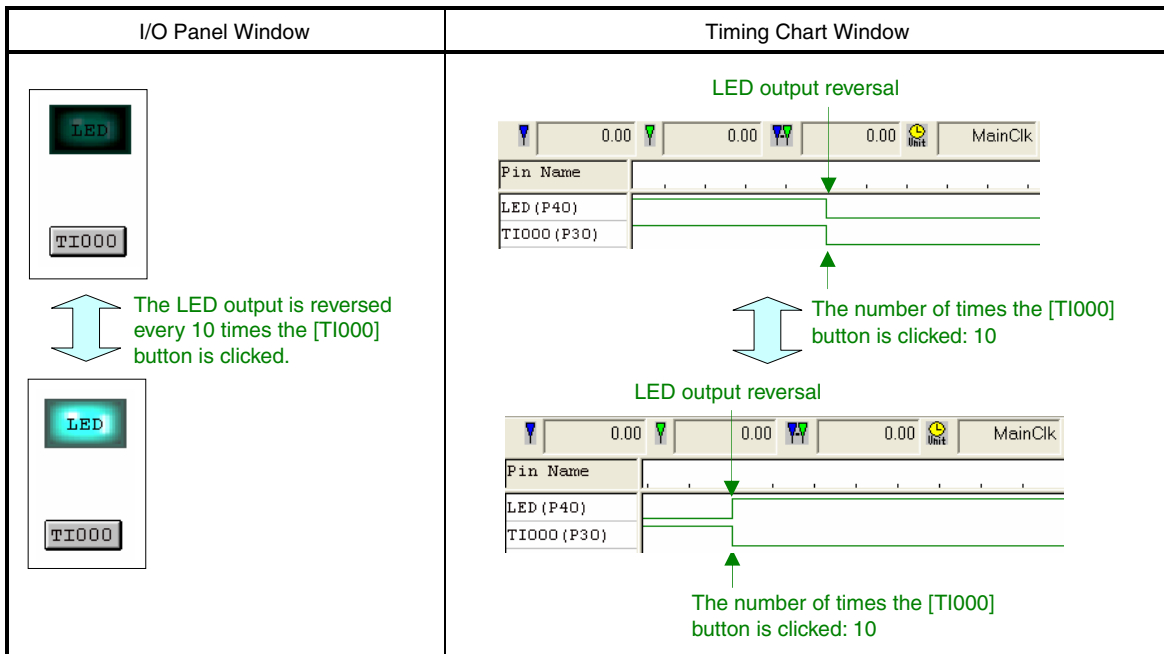 I/O Panel Window
Timing Chart Window
LED
TI000
The LED output is reversed
every 10 times the [TI000]
button is clicked.
LED
TI000
LED output reversal
0.00 0.00 0.00 Unit MainClk
Pin Name
LED(P40)
TI000(P30)
The number of times the [TI000]
button is clicked: 10
LED output reversal
0.00 0.00 0.00 Unit MainClk
Pin Name
LED(P40)
TI000(P30)
The number of times the [TI000]
button is clicked: 10